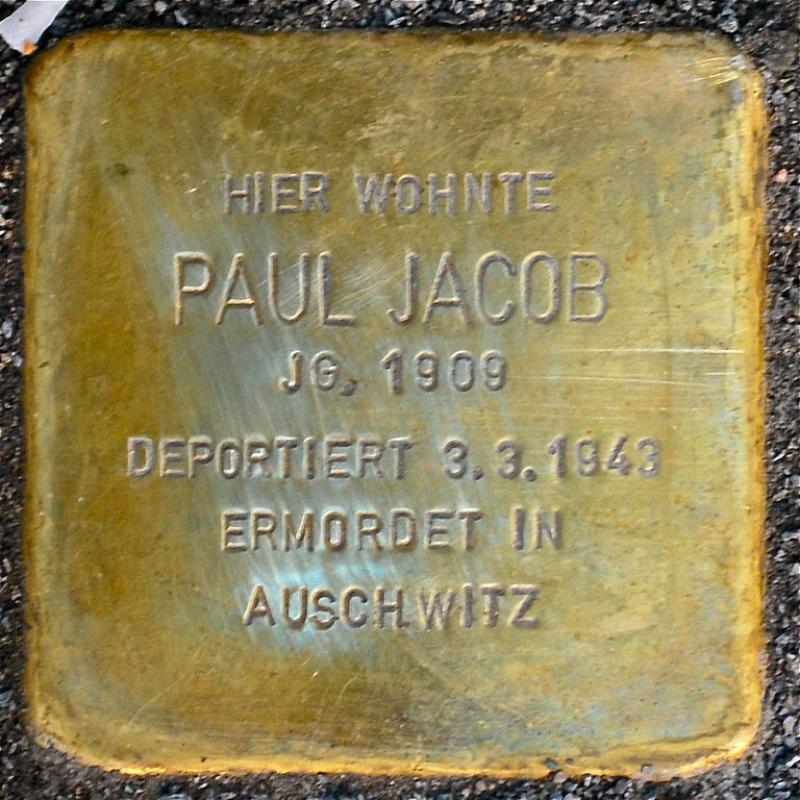 HIER WOHNTE
PAUL JACOB
JG. 1909
DEPORTIERT 3.3.1943
ERMORDET IN
AUSCHWITZ